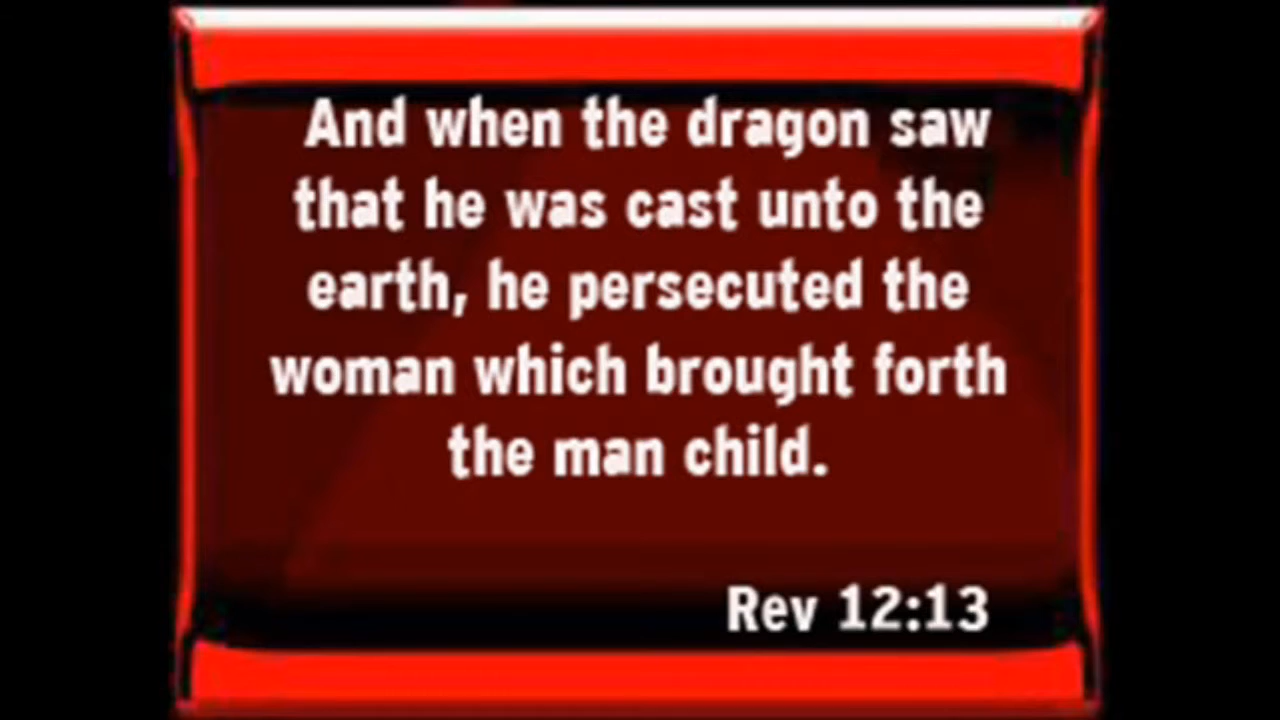 And when the dragon saw
that he was cast unto the
earth, he persecuted the
woman which brought forth
the man child.
Rev 12:13